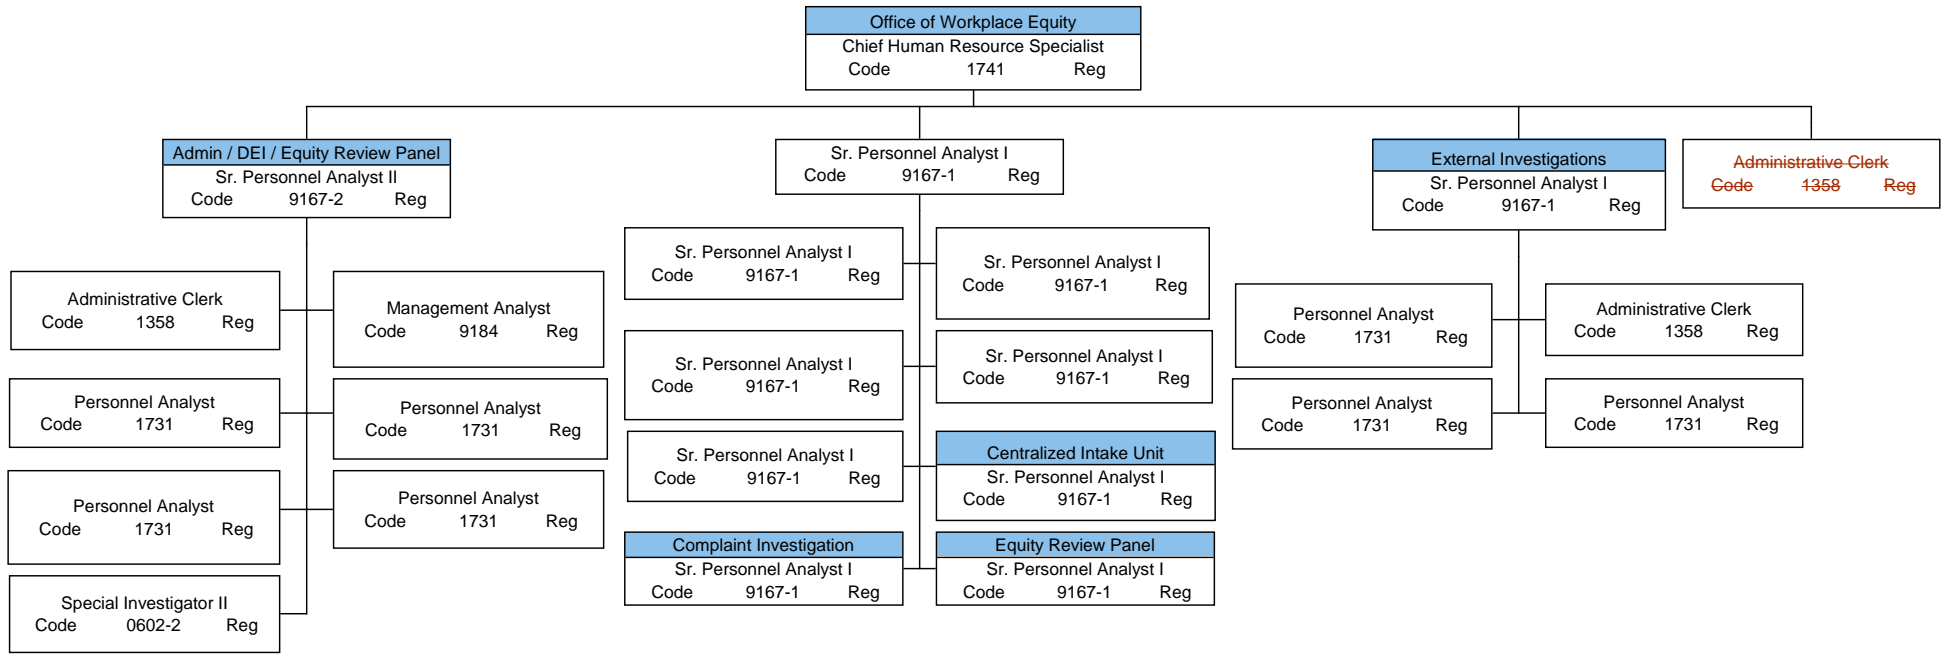 Office of Workplace Equity
Chief Human Resource Specialist
Code 1741 Reg
Admin / DEI / Equity Review Panel
Sr. Personnel Analyst II
Code 9167-2 Reg
Sr. Personnel Analyst I
Code 9167-1 Reg
External Investigations
Sr. Personnel Analyst I
Code 9167-1 Reg
Administrative Clerk
Code 1358 Reg
Administrative Clerk
Code 1358 Reg
Management Analyst
Code 9184 Reg
Personnel Analyst
Code 1731 Reg
Personnel Analyst
Code 1731 Reg
Personnel Analyst
Code 1731 Reg
Personnel Analyst
Code 1731 Reg
Special Investigator II
Code 0602-2 Reg
Sr. Personnel Analyst I
Code 9167-1 Reg
Sr. Personnel Analyst I
Code 9167-1 Reg
Sr. Personnel Analyst I
Code 9167-1 Reg
Sr. Personnel Analyst I
Code 9167-1 Reg
Sr. Personnel Analyst I
Code 9167-1 Reg
Centralized Intake Unit
Sr. Personnel Analyst I
Code 9167-1 Reg
Complaint Investigation
Sr. Personnel Analyst I
Code 9167-1 Reg
Equity Review Panel
Sr. Personnel Analyst I
Code 9167-1 Reg
Personnel Analyst
Code 1731 Reg
Administrative Clerk
Code 1358 Reg
Personnel Analyst
Code 1731 Reg
Personnel Analyst
Code 1731 Reg